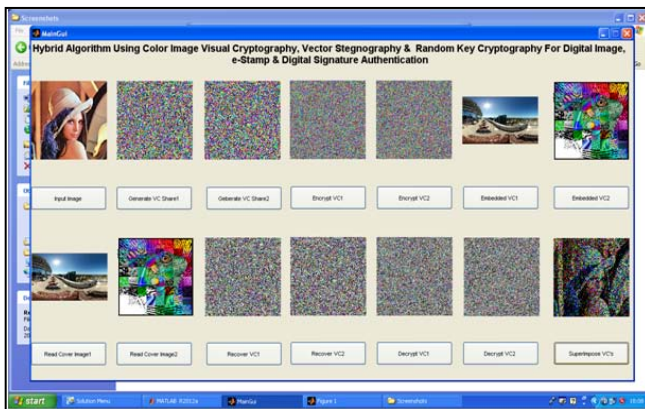 Screenshots
MainGui
Hybrid Algorithm Using Color Image Visual Cryptography, Vector Stegnography & Random Key Cryptography For Digital Image,
e-Stamp & Digital Signature Authentication
Input Image
Generate VC Share1
Geberate VC Share2
Encrypt VC1
Encrypt VC2
Embedded VC1
Embedded VC2
Read Cover Image1
Read Cover Image2
Recover VC1
Recover VC2
Decrypt VC1
Decrypt VC2
Superimpose VC's
start
Solution Menu
MATLAB R2012a
MainGui
Figure 1
Screenshots